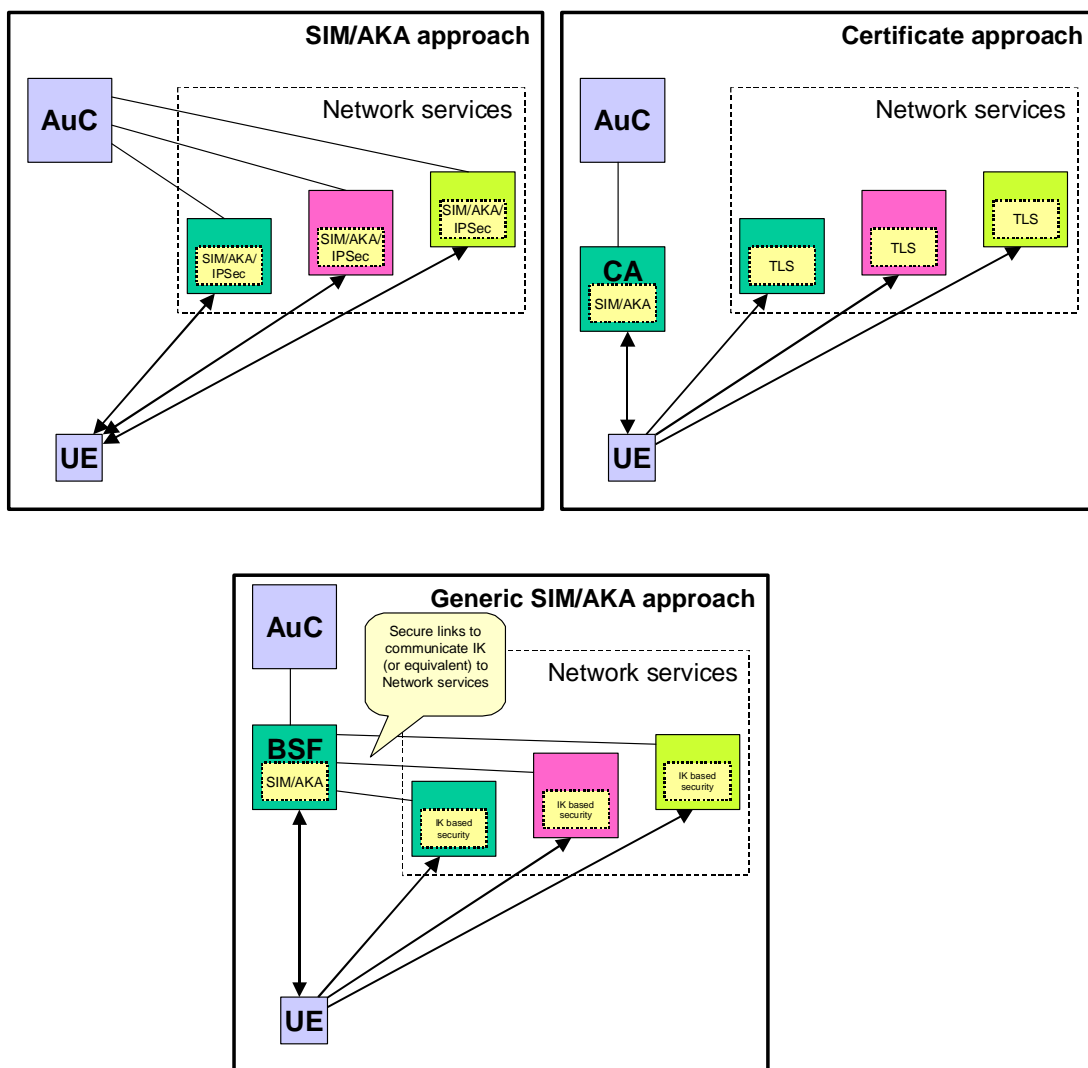 SIM/AKA approach
AuC
Network services
SIM/AKA/
IPSec
SIM/AKA/
IPSec
SIM/AKA/
IPSec
UE
Certificate approach
AuC
Network services
TLS
TLS
TLS
CA
SIM/AKA
UE
Generic SIM/AKA approach
AuC
Secure links to
communicate IK
(or equivalent) to
Network services
Network services
BSF
SIM/AKA
IK based
security
IK based
security
IK based
security
UE